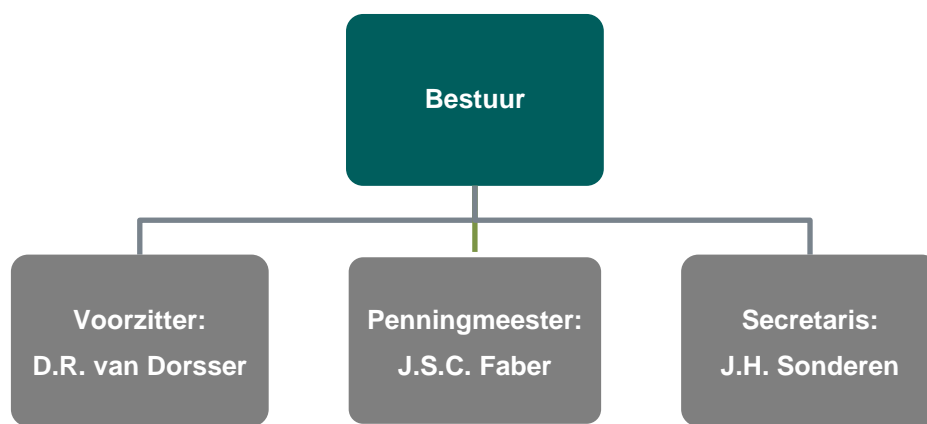 Bestuur
Voorzitter:
D.R. van Dorsser
Penningmeester:
J.S.C. Faber
Secretaris:
J.H. Sonderen